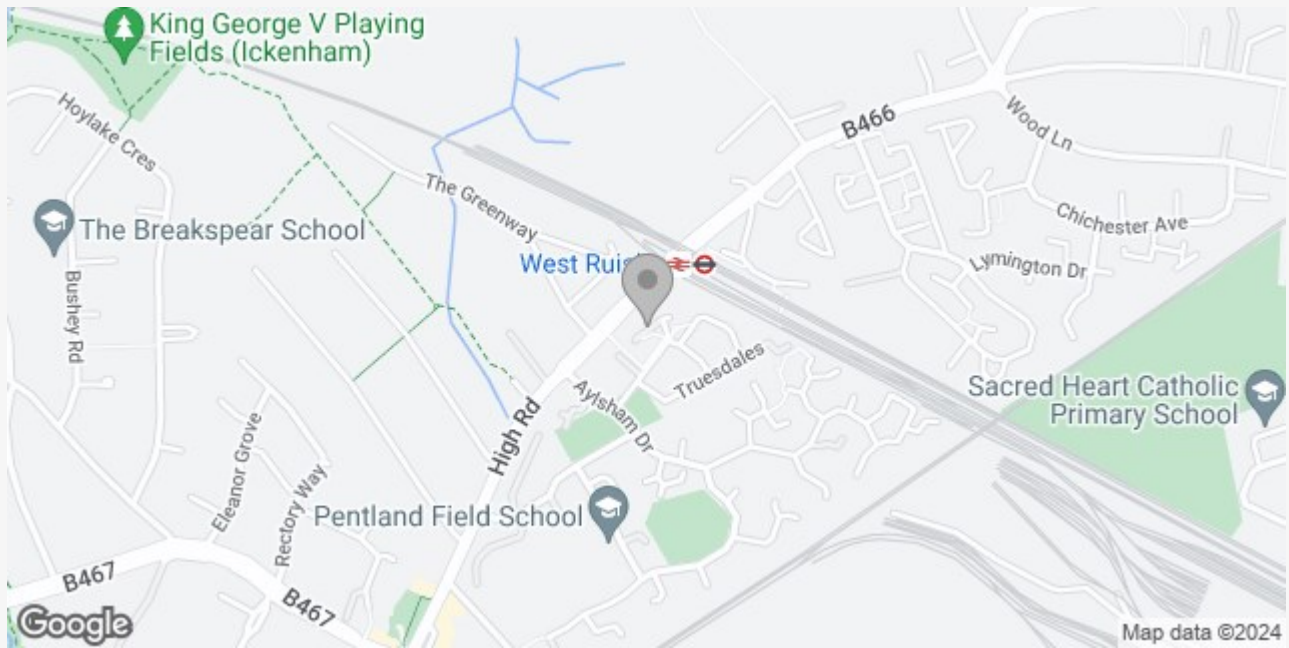 King George V Playing
Fields (Ickenham)
Hoylake Cres
B466
Wood Ln
The Greenway
The Breakspear School
Chichester Ave
West
Lymington Dr
Bushey Rd
Truesdales
Sacred Heart Catholic
Primary School
Aylsham Dr
High Rd
Eleanor Grove
Rectory Way
Pentland Field School
B467
B467
Google
Map data ©2024